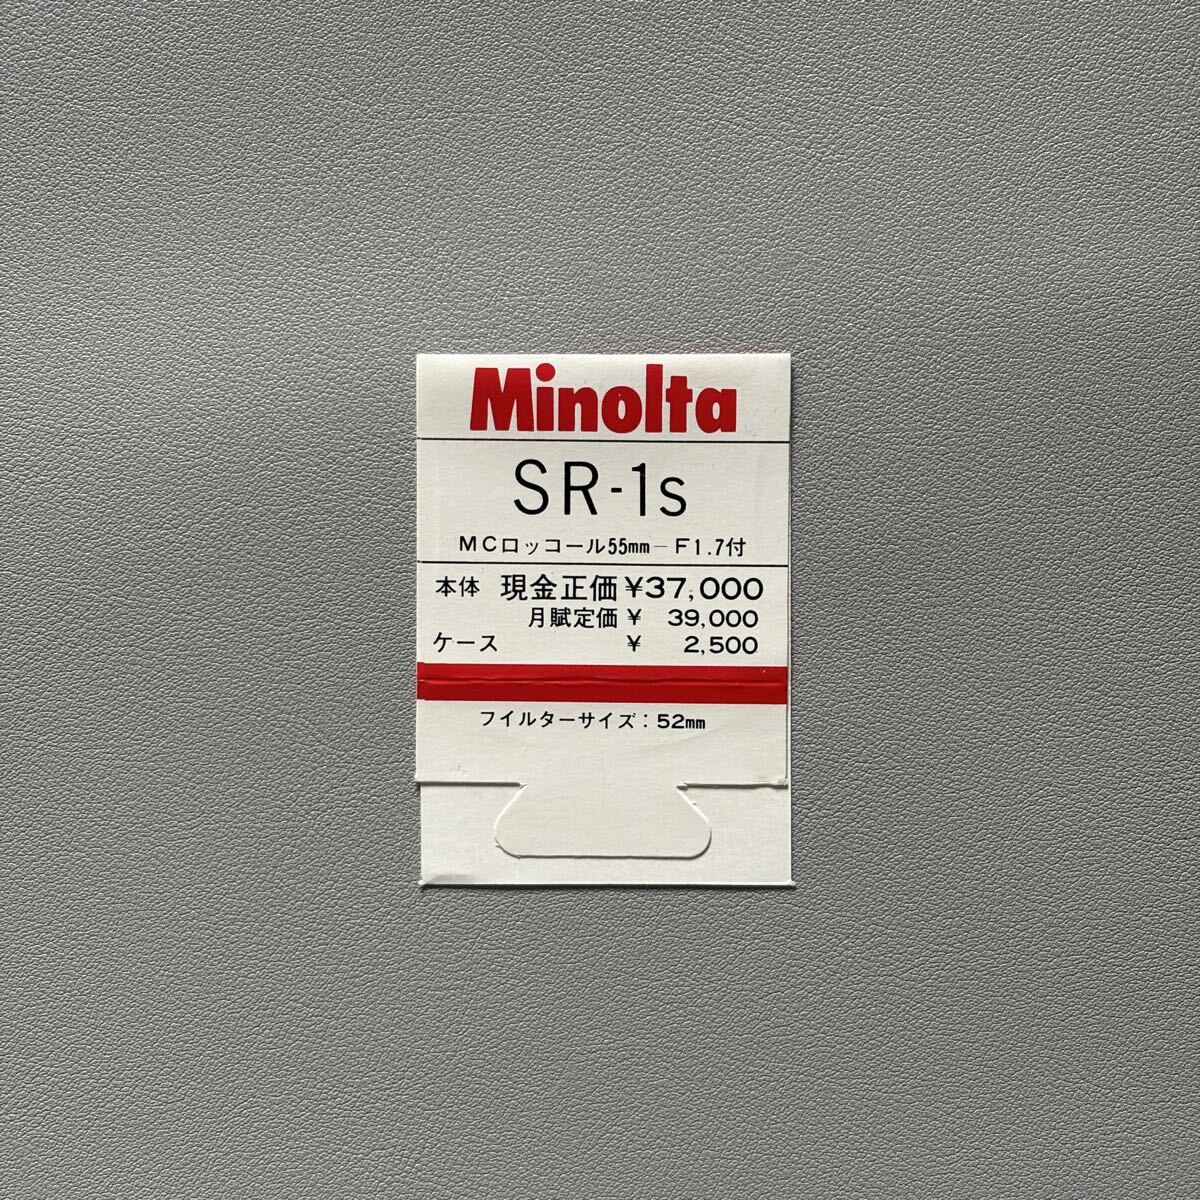 Minolta
SR-1s
MCロッコール55mm-F1.7付
本体 現金正価 ¥37,000
月賦定価 ¥ 39,000
ケース ¥ 2,500
フイルターサイズ：52mm